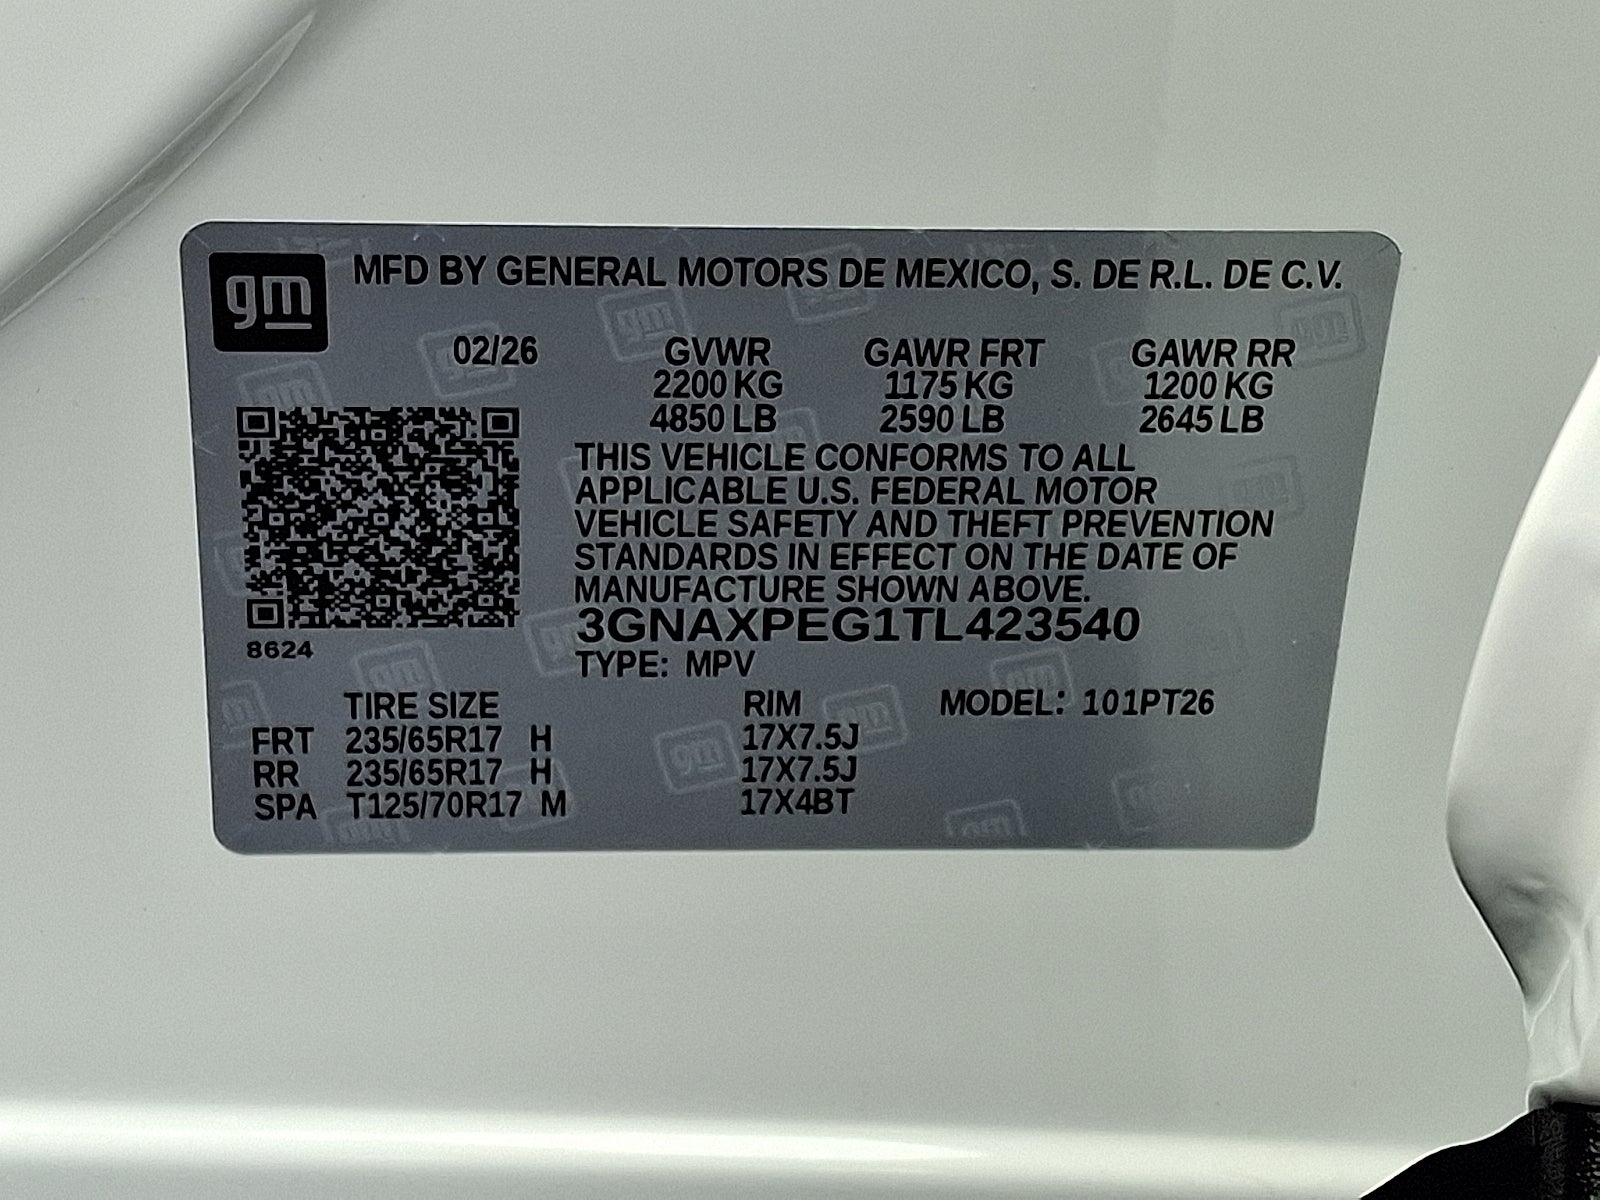 gm MFD BY GENERAL MOTORS DE MEXICO, S. DE R.L. DE C.V.
02/26 GVWR GAWR FRT GAWR RR
2200 KG 1175 KG 1200 KG
4850 LB 2590 LB 2645 LB
THIS VEHICLE CONFORMS TO ALL
APPLICABLE U.S. FEDERAL MOTOR
VEHICLE SAFETY AND THEFT PREVENTION
STANDARDS IN EFFECT ON THE DATE OF
MANUFACTURE SHOWN ABOVE.
3GNAXPEG1TL423540
8624
TYPE: MPV
TIRE SIZE RIM MODEL: 101PT26
FRT 235/65R17 H 17X7.5J
RR 235/65R17 H 17X7.5J
SPA T125/70R17 M 17X4BT